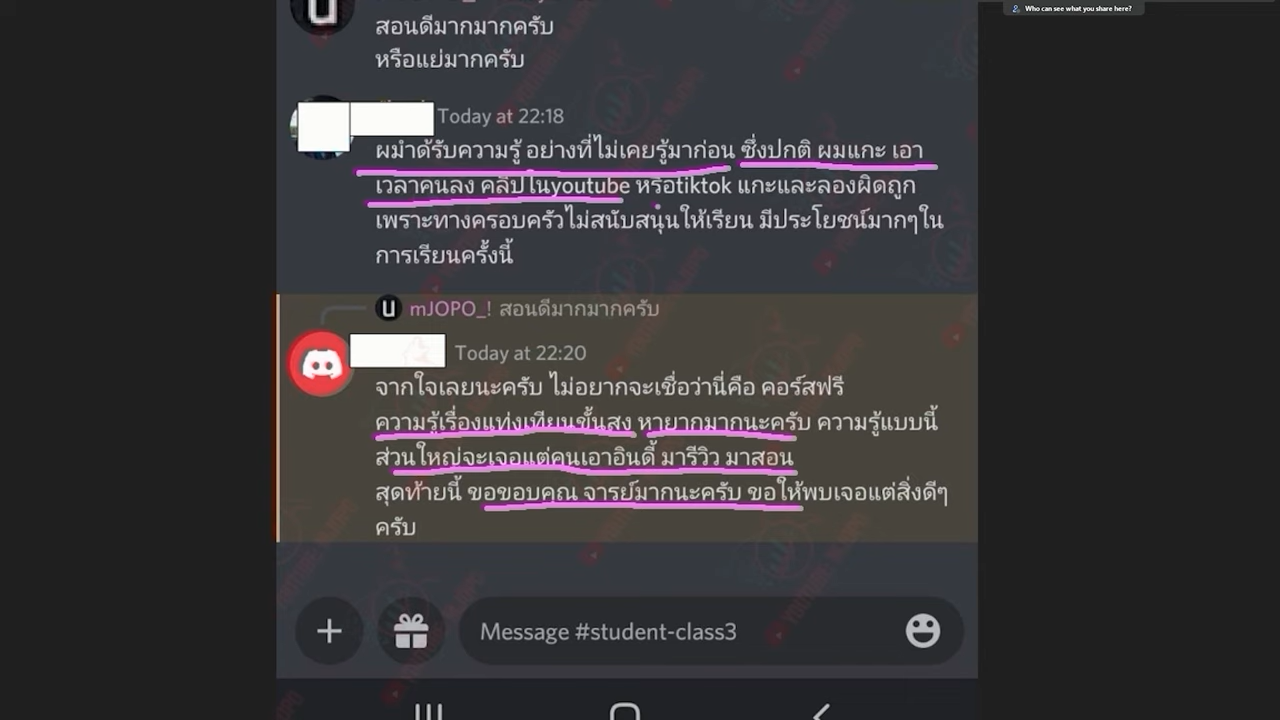 Who can see what you share here?
สอนดีมากมากครับ
หรือแย่มากครับ
Today at 22:18
ผมำด้รับความรู้ อย่างที่ไม่เคยรู้มาก่อน ซึ่งปกติ ผมแกะ เอา
เวลาคนลง คลิปในyoutube หรือtiktok แกะและลองผิดถูก
เพราะทางครอบครัวไม่สนับสนุนให้เรียน มีประโยชน์มากๆใน
การเรียนครั้งนี้
mJOPO_! สอนดีมากมากครับ
Today at 22:20
จากใจเลยนะครับ ไม่อยากจะเชื่อว่านี่คือ คอร์สฟรี
ความรู้เรื่องแท่งเทียนขั้นสูง หายากมากนะครับ ความรู้แบบนี้
ส่วนใหญ่จะเจอแต่คนเอาอินดี้ มารีวิว มาสอน
สุดท้ายนี้ ขอขอบคุณ จารย์มากนะครับ ขอให้พบเจอแต่สิ่งดีๆ
ครับ
Message #student-class3